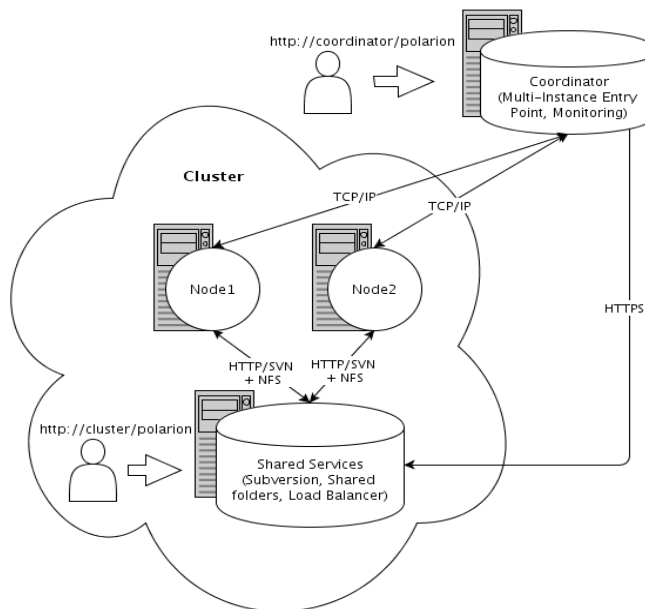 http://coordinator/polarion
Coordinator
(Multi-Instance Entry
Point, Monitoring)
Cluster
TCP/IP
TCP/IP
Node1
Node2
HTTPS
HTTP/SVN
+ NFS
HTTP/SVN
+ NFS
http://cluster/polarion
Shared Services
(Subversion, Shared
folders, Load Balancer)